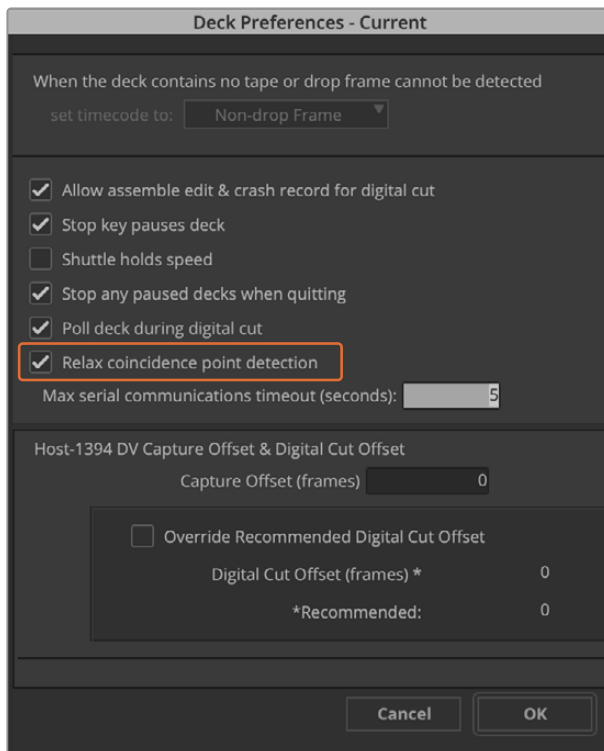 Deck Preferences - Current
When the deck contains no tape or drop frame cannot be detected
set timecode to: Non-drop Frame
Allow assemble edit & crash record for digital cut
Stop key pauses deck
Shuttle holds speed
Stop any paused decks when quitting
Poll deck during digital cut
Relax coincidence point detection
Max serial communications timeout (seconds): 5
Host-1394 DV Capture Offset & Digital Cut Offset
Capture Offset (frames) 0
Override Recommended Digital Cut Offset
Digital Cut Offset (frames) * 0
*Recommended: 0
Cancel OK